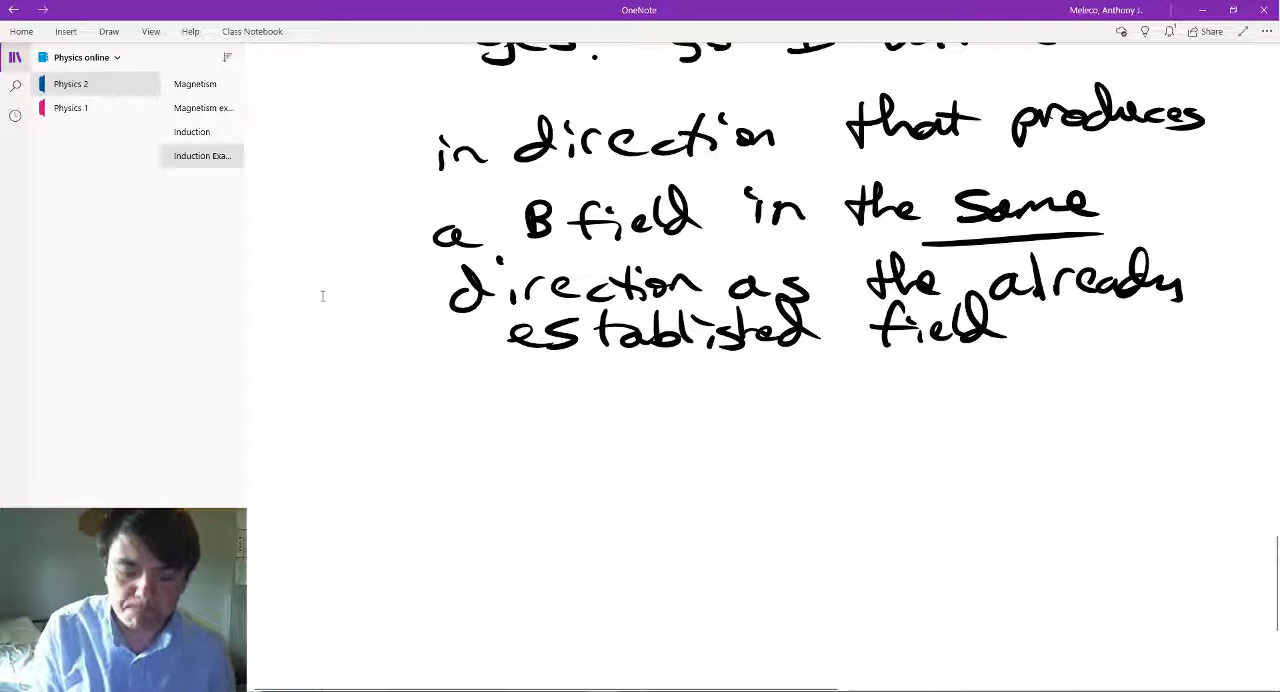 OneNote
Meleco, Anthony J.
Home Insert Draw View Help Class Notebook
Share
Physics online
Physics 2
Physics 1
Magnetism
Magnetism ex...
Induction
Induction Exa...
in direction that produces
a B field in the same
direction as the already
established field